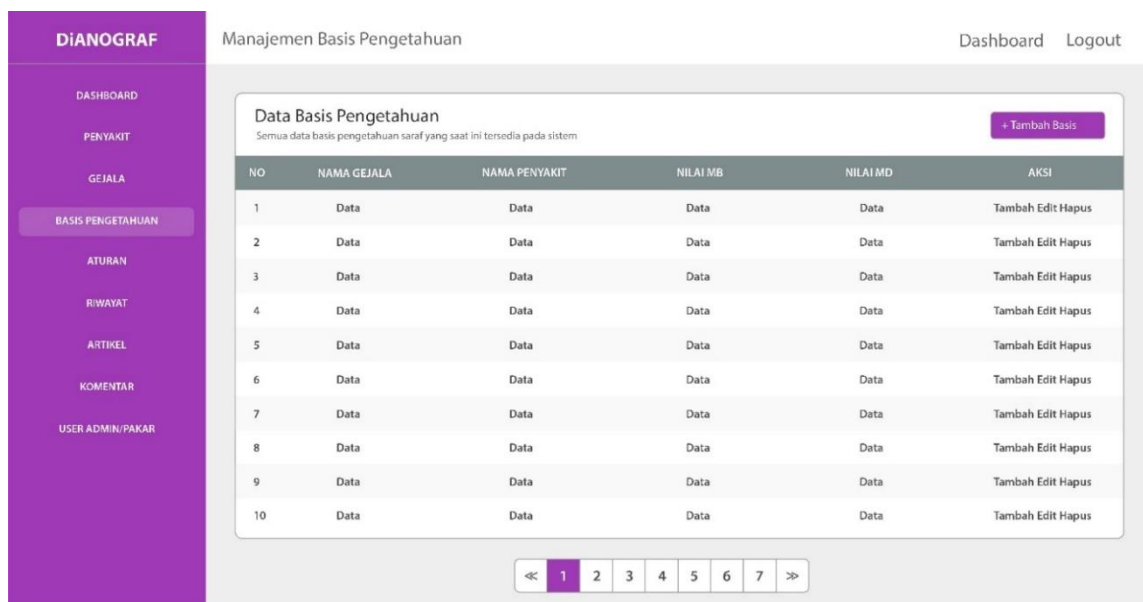 DiANOGRAF
Manajemen Basis Pengetahuan
Dashboard Logout
DASHBOARD
PENYAKIT
GEJALA
BASIS PENGETAHUAN
ATURAN
RIWAYAT
ARTIKEL
KOMENTAR
USER ADMIN/PAKAR
Data Basis Pengetahuan
Semua data basis pengetahuan saraf yang saat ini tersedia pada sistem
+ Tambah Basis
NO NAMA GEJALA NAMA PENYAKIT NILAI MB NILAI MD AKSI
1 Data Data Data Data Tambah Edit Hapus
2 Data Data Data Data Tambah Edit Hapus
3 Data Data Data Data Tambah Edit Hapus
4 Data Data Data Data Tambah Edit Hapus
5 Data Data Data Data Tambah Edit Hapus
6 Data Data Data Data Tambah Edit Hapus
7 Data Data Data Data Tambah Edit Hapus
8 Data Data Data Data Tambah Edit Hapus
9 Data Data Data Data Tambah Edit Hapus
10 Data Data Data Data Tambah Edit Hapus
≪ 1 2 3 4 5 6 7 ≫